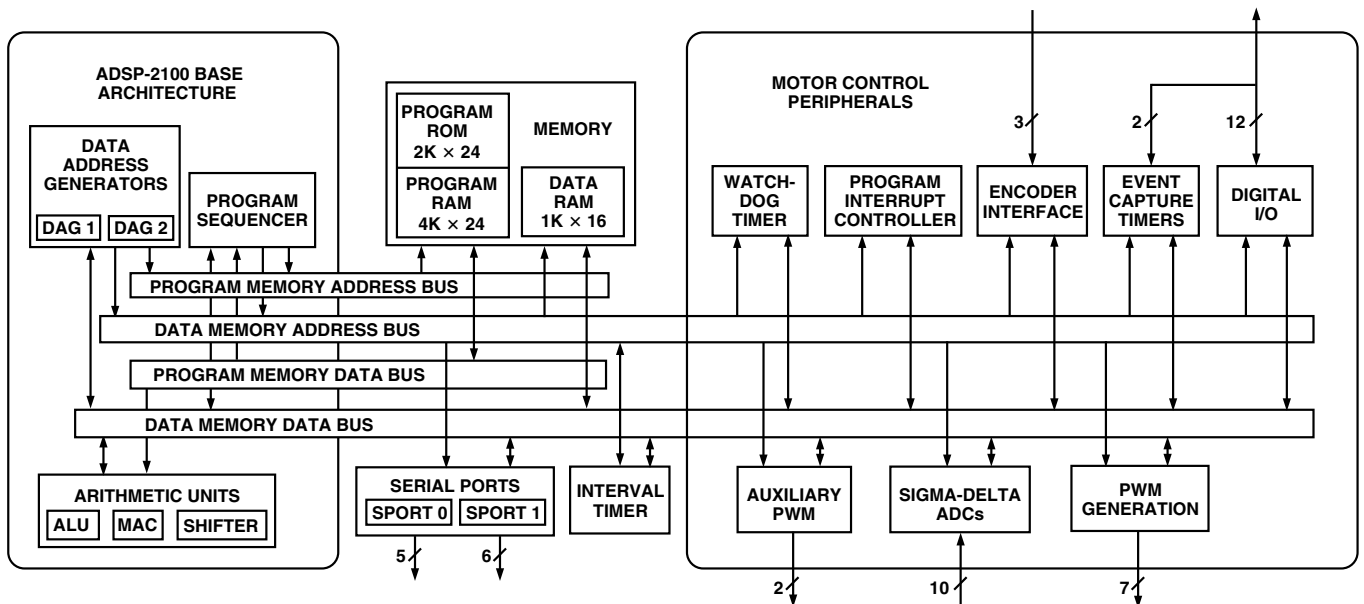 ADSP-2100 BASE
ARCHITECTURE
DATA
ADDRESS
GENERATORS
DAG 1
DAG 2
PROGRAM
SEQUENCER
PROGRAM
ROM
2K × 24
PROGRAM
RAM
4K × 24
MEMORY
DATA
RAM
1K × 16
MOTOR CONTROL
PERIPHERALS
3
2
12
WATCH-
DOG
TIMER
PROGRAM
INTERRUPT
CONTROLLER
ENCODER
INTERFACE
EVENT
CAPTURE
TIMERS
DIGITAL
I/O
PROGRAM MEMORY ADDRESS BUS
DATA MEMORY ADDRESS BUS
PROGRAM MEMORY DATA BUS
DATA MEMORY DATA BUS
ARITHMETIC UNITS
ALU
MAC
SHIFTER
SERIAL PORTS
SPORT 0
SPORT 1
5
6
INTERVAL
TIMER
AUXILIARY
PWM
2
SIGMA-DELTA
ADCs
10
PWM
GENERATION
7